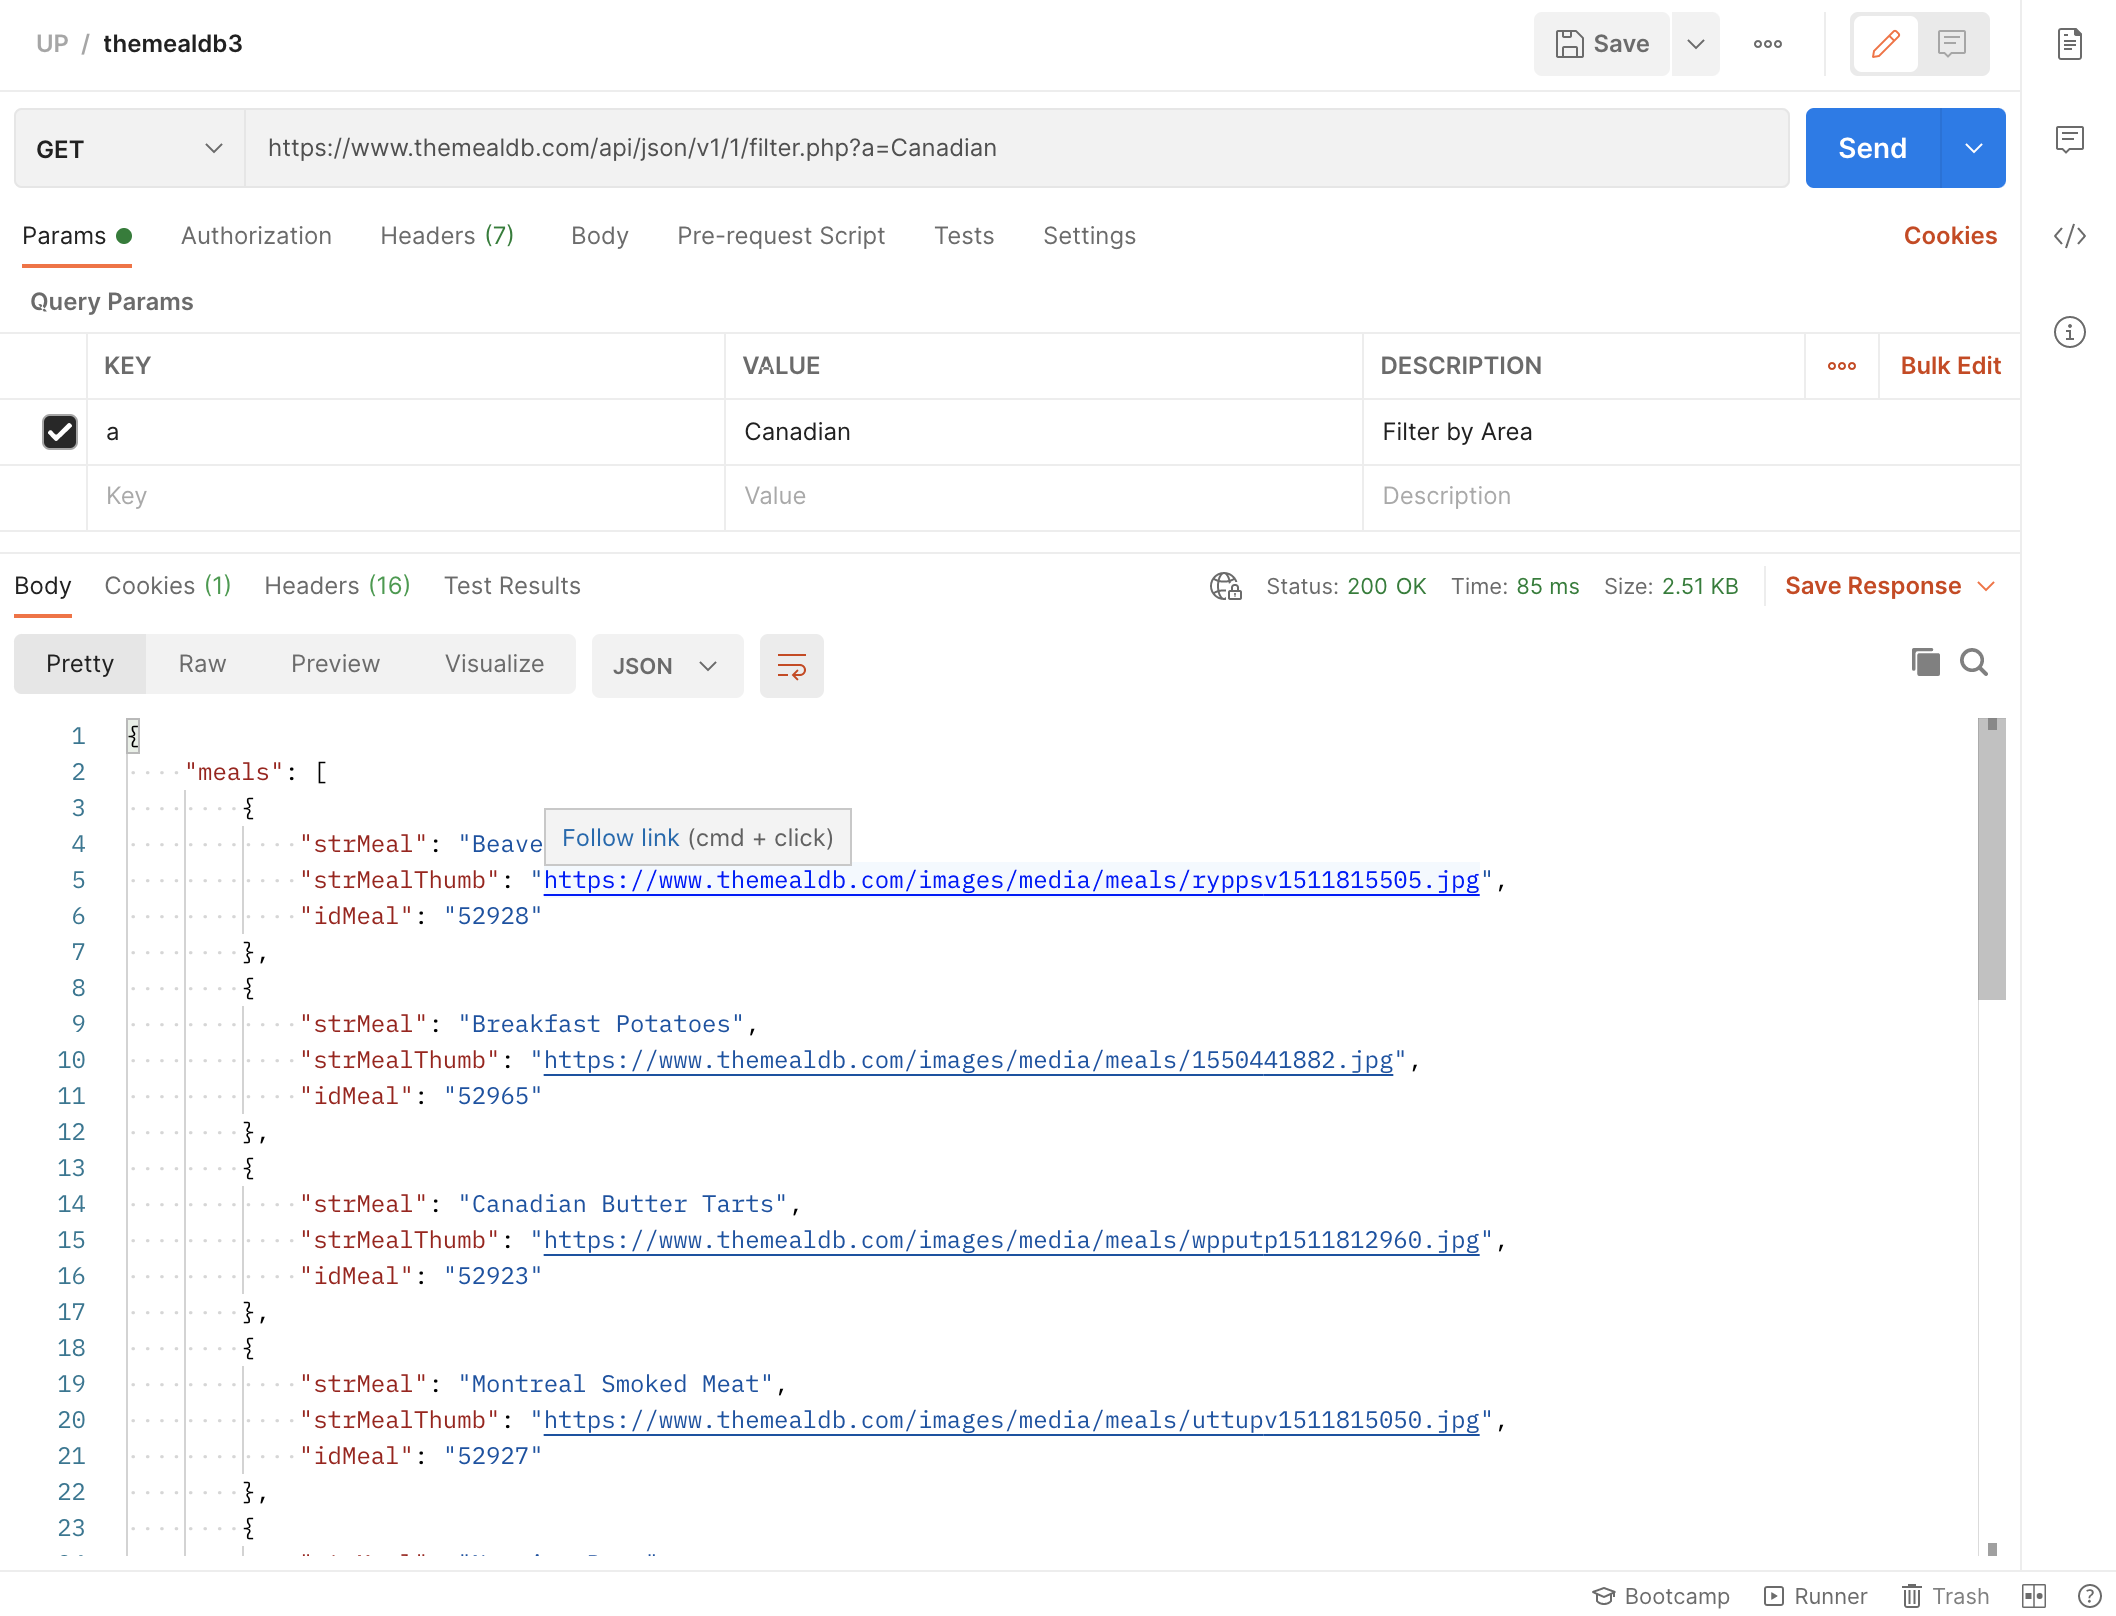 UP / themealdb3
Save
GET
https://www.themealdb.com/api/json/v1/1/filter.php?a=Canadian
Send
Params Authorization Headers (7) Body Pre-request Script Tests Settings Cookies
Query Params
KEY VALUE DESCRIPTION Bulk Edit
a Canadian Filter by Area
Key Value Description
Body Cookies (1) Headers (16) Test Results Status: 200 OK Time: 85 ms Size: 2.51 KB Save Response
Pretty Raw Preview Visualize JSON
1 {
2 "meals": [
3 {
Follow link (cmd + click)
4 "strMeal": "Beave
5 "strMealThumb": "https://www.themealdb.com/images/media/meals/ryppsv1511815505.jpg",
6 "idMeal": "52928"
7 },
8 {
9 "strMeal": "Breakfast Potatoes",
10 "strMealThumb": "https://www.themealdb.com/images/media/meals/1550441882.jpg",
11 "idMeal": "52965"
12 },
13 {
14 "strMeal": "Canadian Butter Tarts",
15 "strMealThumb": "https://www.themealdb.com/images/media/meals/wpputp1511812960.jpg",
16 "idMeal": "52923"
17 },
18 {
19 "strMeal": "Montreal Smoked Meat",
20 "strMealThumb": "https://www.themealdb.com/images/media/meals/uttupv1511815050.jpg",
21 "idMeal": "52927"
22 },
23 {
Bootcamp Runner Trash